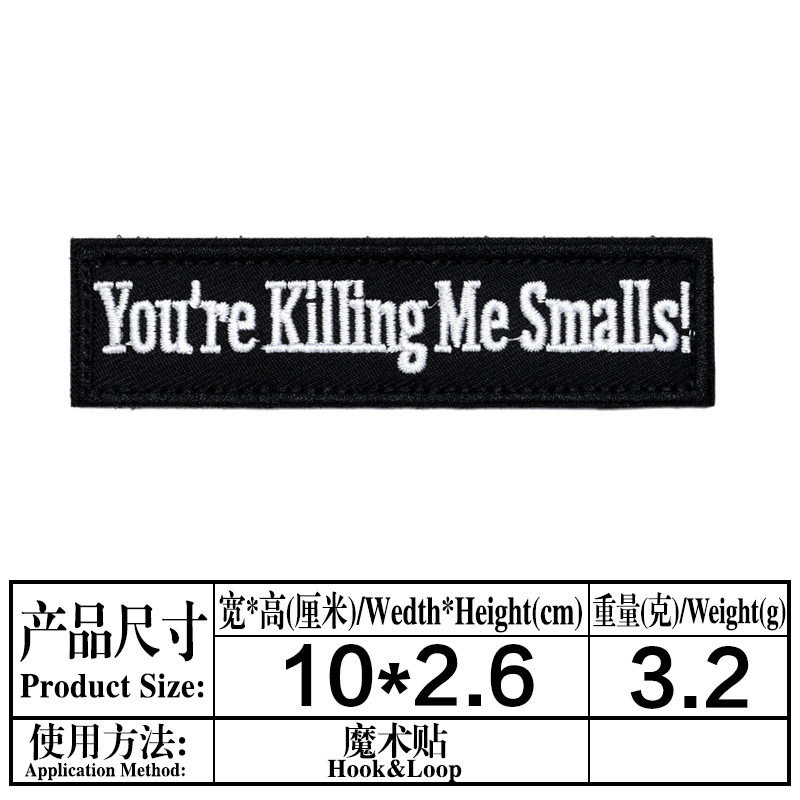 You're Killing Me Smalls!
产品尺寸
Product Size:
宽*高(厘米)/Wedth*Height(cm)
重量(克)/Weight(g)
10*2.6
3.2
使用方法:
Application Method:
魔术贴
Hook&Loop